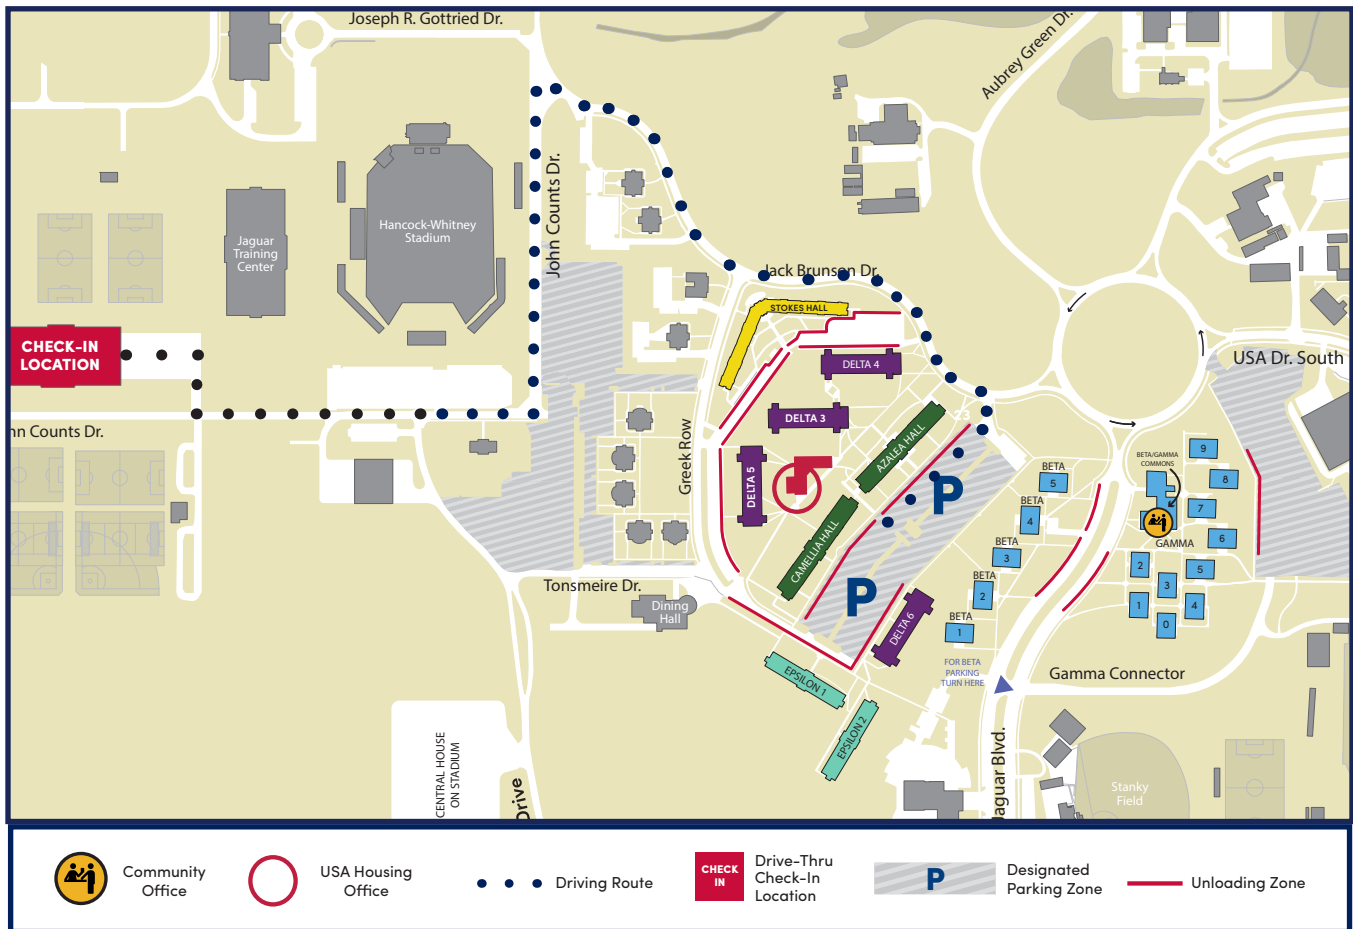 Joseph R. Gottried Dr.
Aubrey Green Dr.
John Counts Dr.
Hancock-Whitney
Stadium
Jaguar
Training
Center
Jack Brunson Dr.
STOKES HALL
CHECK-IN
LOCATION
USA Dr. South
DELTA 4
DELTA 3
23
nn Counts Dr.
Greek Row
DELTA 5
AZALEA HALL
P
BETA/GAMMA
COMMONS
9
8
7
6
GAMMA
5
4
3
2
1
0
BETA
5
BETA
4
BETA
3
BETA
2
BETA
1
CAMELLIA HALL
P
DELTA 6
Tonsmeire Dr.
Dining
Hall
EPSILON 1
EPSILON 2
FOR BETA
PARKING
TURN HERE
Gamma Connector
Jaguar Blvd.
Stanky
Field
CENTRAL HOUSE
ON STADIUM
Drive
Community
Office
USA Housing
Office
Driving Route
CHECK
IN
Drive-Thru
Check-In
Location
P
Designated
Parking Zone
Unloading Zone